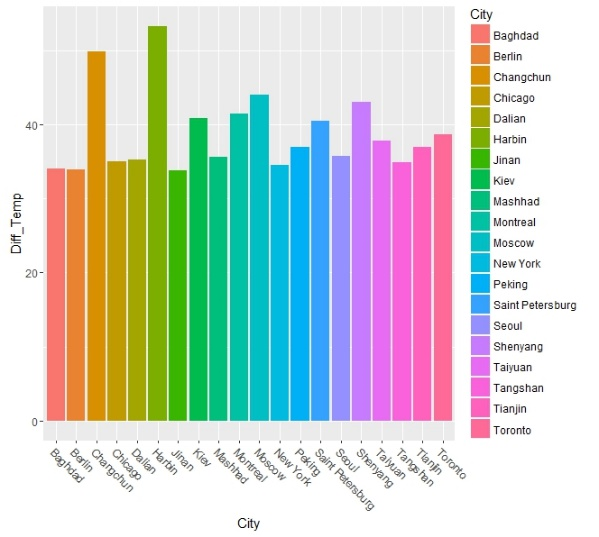 Diff_Temp
40
20
0
Baghdad
Berlin
Changchun
Chicago
Dalian
Harbin
Jinan
Kiev
Mashhad
Montreal
Moscow
New York
Peking
Saint Petersburg
Seoul
Shenyang
Taiyuan
Tangshan
Tianjin
Toronto
City
City
Baghdad
Berlin
Changchun
Chicago
Dalian
Harbin
Jinan
Kiev
Mashhad
Montreal
Moscow
New York
Peking
Saint Petersburg
Seoul
Shenyang
Taiyuan
Tangshan
Tianjin
Toronto